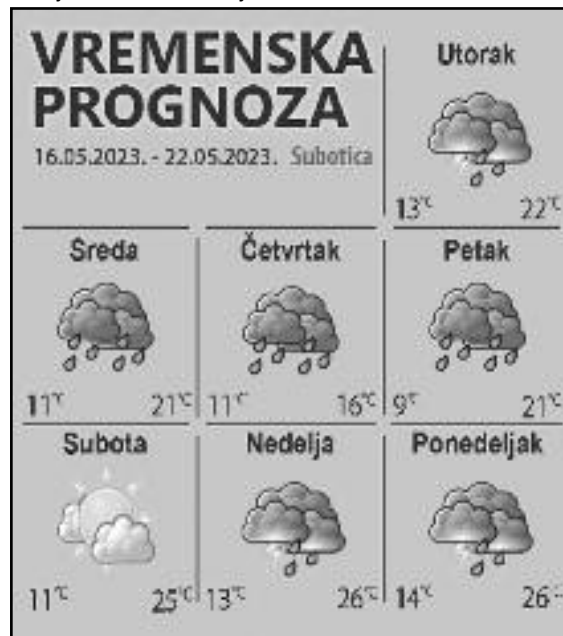 VREMENSKA
PROGNOZA
16.05.2023. - 22.05.2023. Subotica
Utorak
13℃ 22℃
Sreda
11℃ 21℃
Četvrtak
11℃ 16℃
Petak
9℃ 21℃
Subota
11℃ 25℃
Nedelja
13℃ 26℃
Ponedeljak
14℃ 26℃